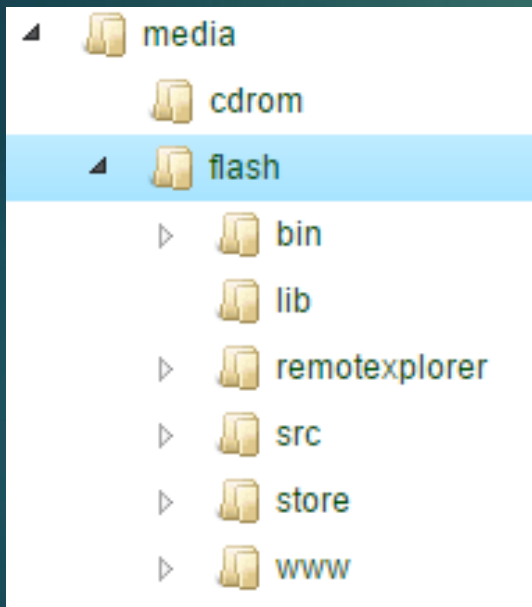 media
cdrom
flash
bin
lib
remotexplorer
src
store
www